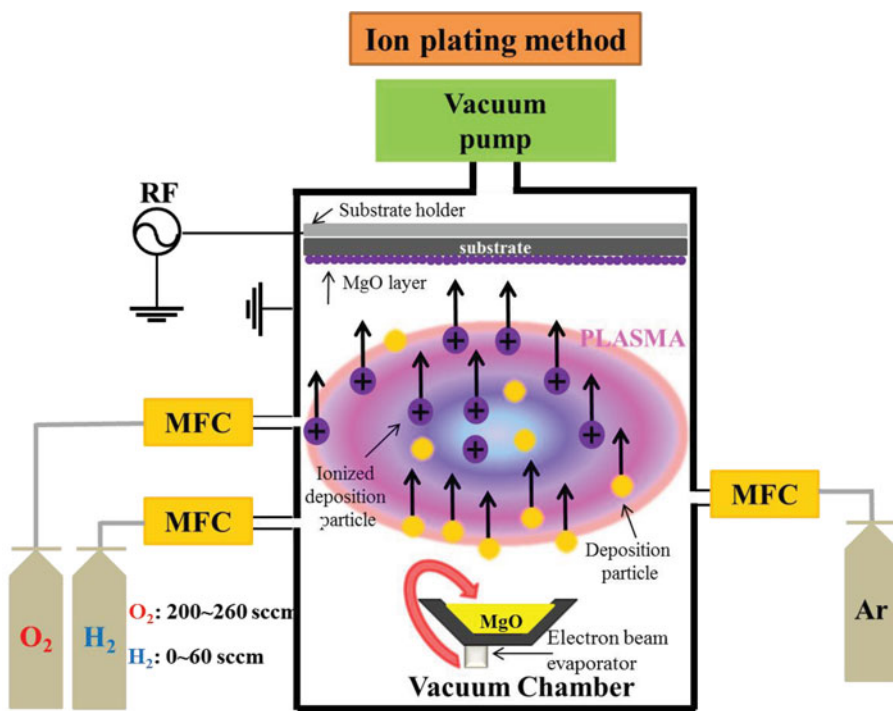 Ion plating method
Vacuum
pump
RF
Substrate holder
substrate
MgO layer
PLASMA
MFC
Ionized
deposition
particle
MFC
MFC
Deposition
particle
O₂
H₂
O₂: 200~260 sccm
H₂: 0~60 sccm
MgO
Electron beam
evaporator
Vacuum Chamber
Ar